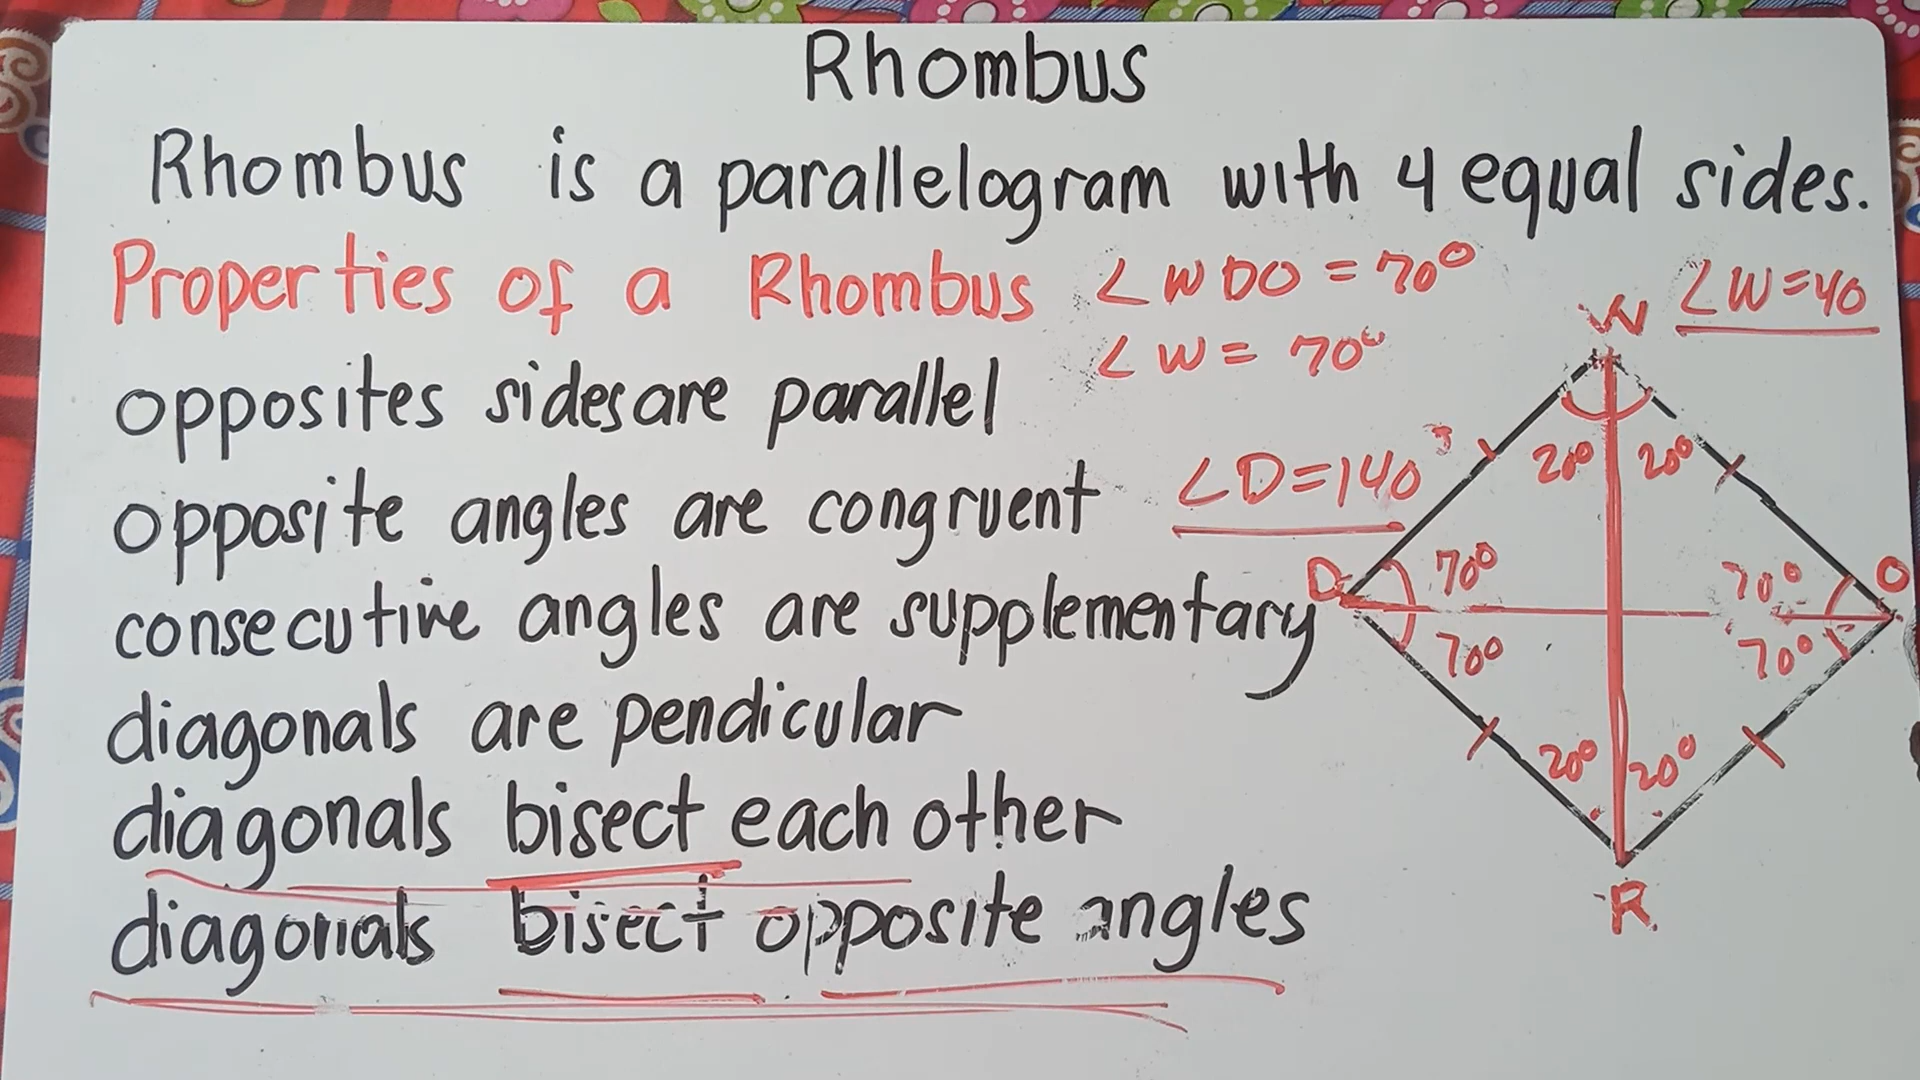 Rhombus
Rhombus is a parallelogram with 4 equal sides.
Properties of a Rhombus
∠WDO = 70°
∠W=40
∠W= 70°
opposites sides are parallel
opposite angles are congruent
∠D=140
consecutive angles are supplementary
diagonals are pendicular
diagonals bisect each other
diagonals bisect opposite angles
W
20° 20°
D 70° 70° O
70° 70°
20° 20°
R